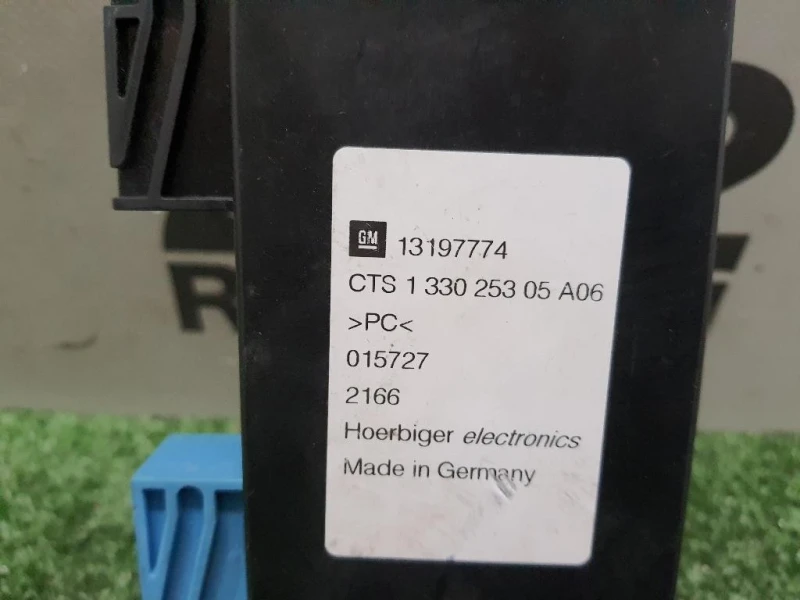 GM 13197774
CTS 1 330 253 05 A06
>PC<
015727
2166
Hoerbiger electronics
Made in Germany